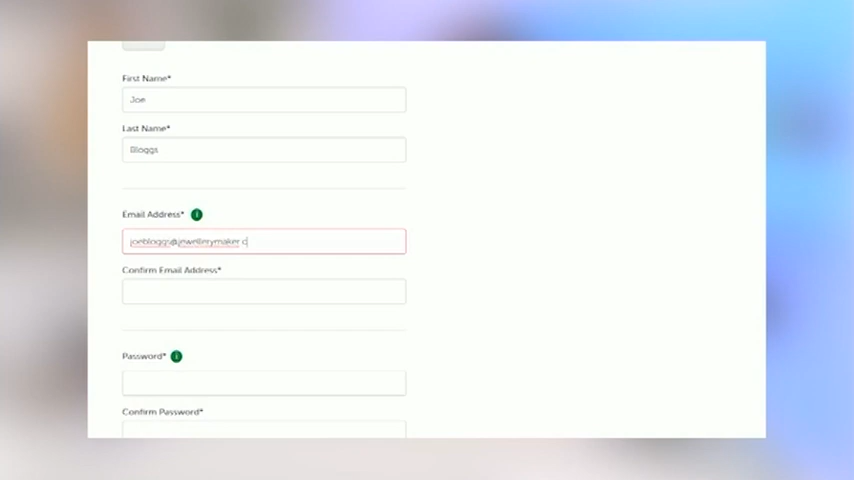 First Name*
Joe
Last Name*
Bloggs
Email Address* i
joebloggs@jewellerymaker.c
Confirm Email Address*
Password* i
Confirm Password*